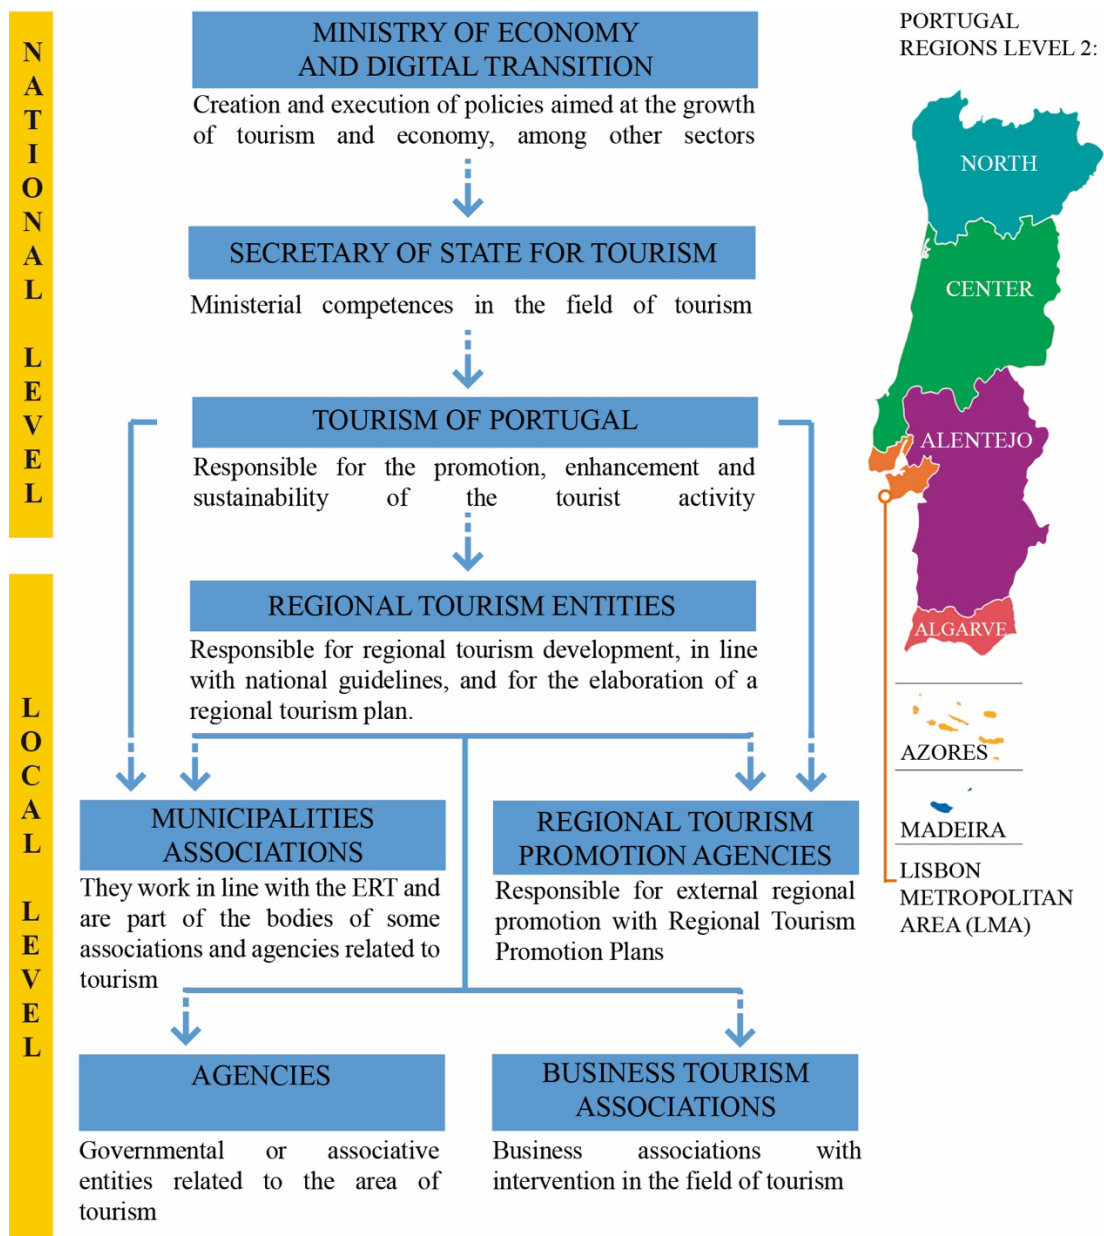 NATIONAL LEVEL
MINISTRY OF ECONOMY
AND DIGITAL TRANSITION
Creation and execution of policies aimed at the growth
of tourism and economy, among other sectors
SECRETARY OF STATE FOR TOURISM
Ministerial competences in the field of tourism
TOURISM OF PORTUGAL
Responsible for the promotion, enhancement and
sustainability of the tourist activity
LOCAL LEVEL
REGIONAL TOURISM ENTITIES
Responsible for regional tourism development, in line
with national guidelines, and for the elaboration of a
regional tourism plan.
MUNICIPALITIES
ASSOCIATIONS
They work in line with the ERT and
are part of the bodies of some
associations and agencies related to
tourism
REGIONAL TOURISM
PROMOTION AGENCIES
Responsible for external regional
promotion with Regional Tourism
Promotion Plans
AGENCIES
Governmental or associative
entities related to the area of
tourism
BUSINESS TOURISM
ASSOCIATIONS
Business associations with
intervention in the field of tourism
PORTUGAL
REGIONS LEVEL 2:
NORTH
CENTER
ALENTEJO
ALGARVE
AZORES
MADEIRA
LISBON
METROPOLITAN
AREA (LMA)